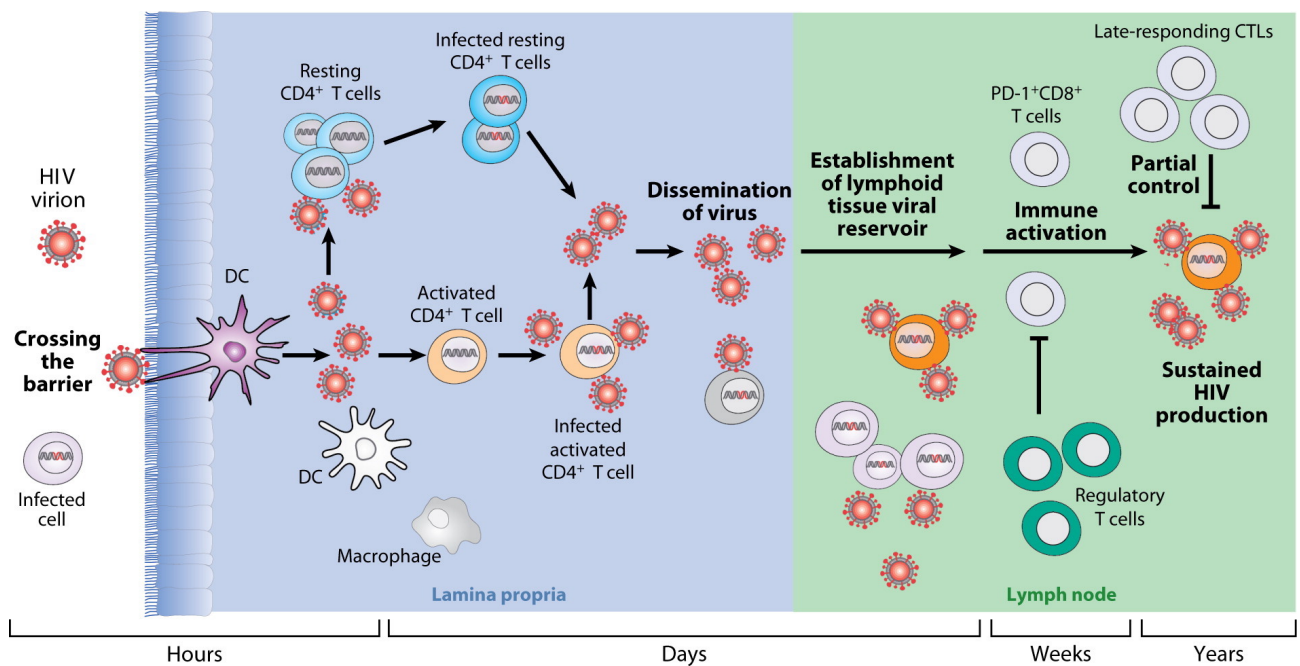 HIV
virion
Crossing
the
barrier
Infected
cell
DC
Resting
CD4⁺ T cells
Infected resting
CD4⁺ T cells
Activated
CD4⁺ T cell
Infected
activated
CD4⁺ T cell
DC
Macrophage
Dissemination
of virus
Lamina propria
Establishment
of lymphoid
tissue viral
reservoir
PD-1⁺CD8⁺
T cells
Immune
activation
Regulatory
T cells
Late-responding CTLs
Partial
control
Sustained
HIV
production
Lymph node
Hours
Days
Weeks
Years